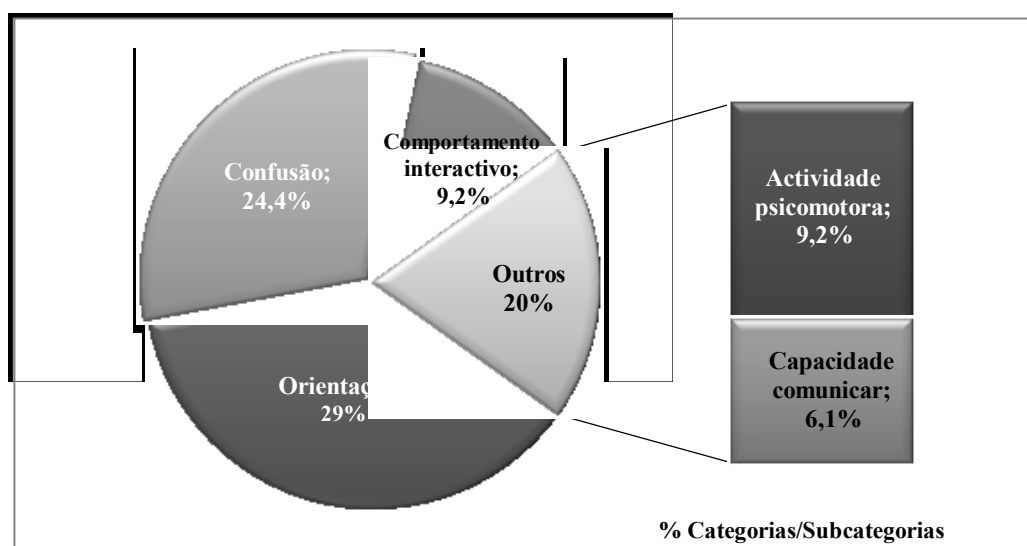 Confusão;
24,4%
Comportamento
interactivo;
9,2%
Outros
20%
29%
Actividade
psicomotora;
9,2%
Capacidade
comunicar;
6,1%
% Categorias/Subcategorias